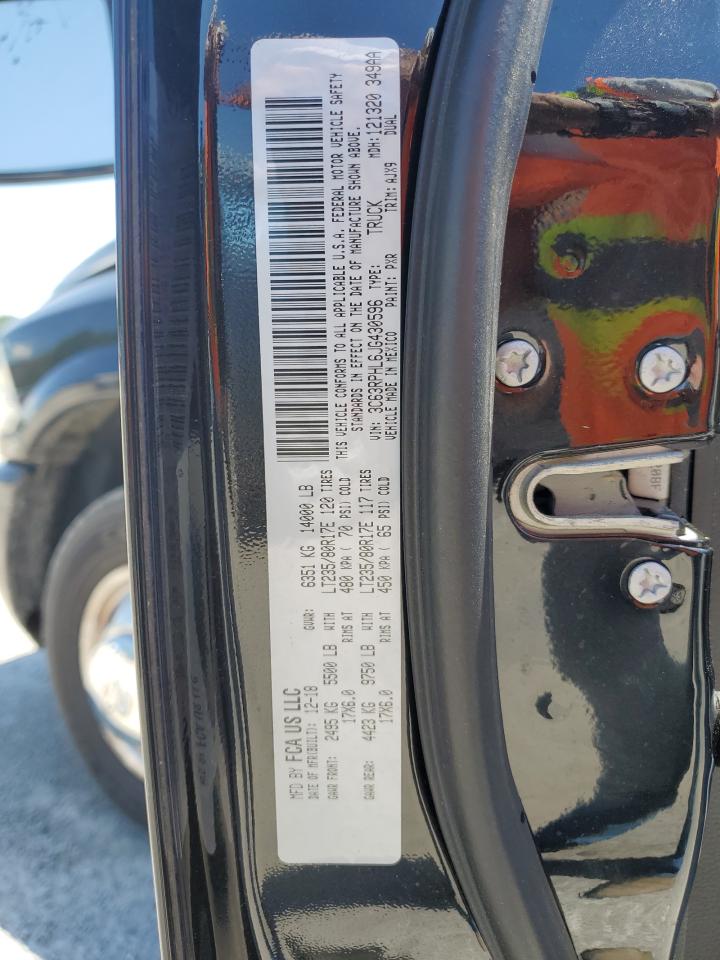 MFD BY FCA US LLC
DATE OF MFR(BUILT): 12-18
GVWR: 6351 KG 14000 LB
GAWR FRONT: 2495 KG 5500 LB WITH LT235/80R17E 120 TIRES
17X6.0 RIMS AT 480 KPA( 70 PSI) COLD
GAWR REAR: 4423 KG 9750 LB WITH LT235/80R17E 117 TIRES
17X6.0 RIMS AT 450 KPA ( 65 PSI) COLD
THIS VEHICLE CONFORMS TO ALL APPLICABLE U.S.A. FEDERAL MOTOR VEHICLE SAFETY
STANDARDS IN EFFECT ON THE DATE OF MANUFACTURE SHOWN ABOVE.
VIN: 3C63RPHL6JG430596 TYPE: TRUCK MDH: 121320 349AA
DUAL
VEHICLE MADE IN MEXICO PAINT: PXR TRIM: AJX9